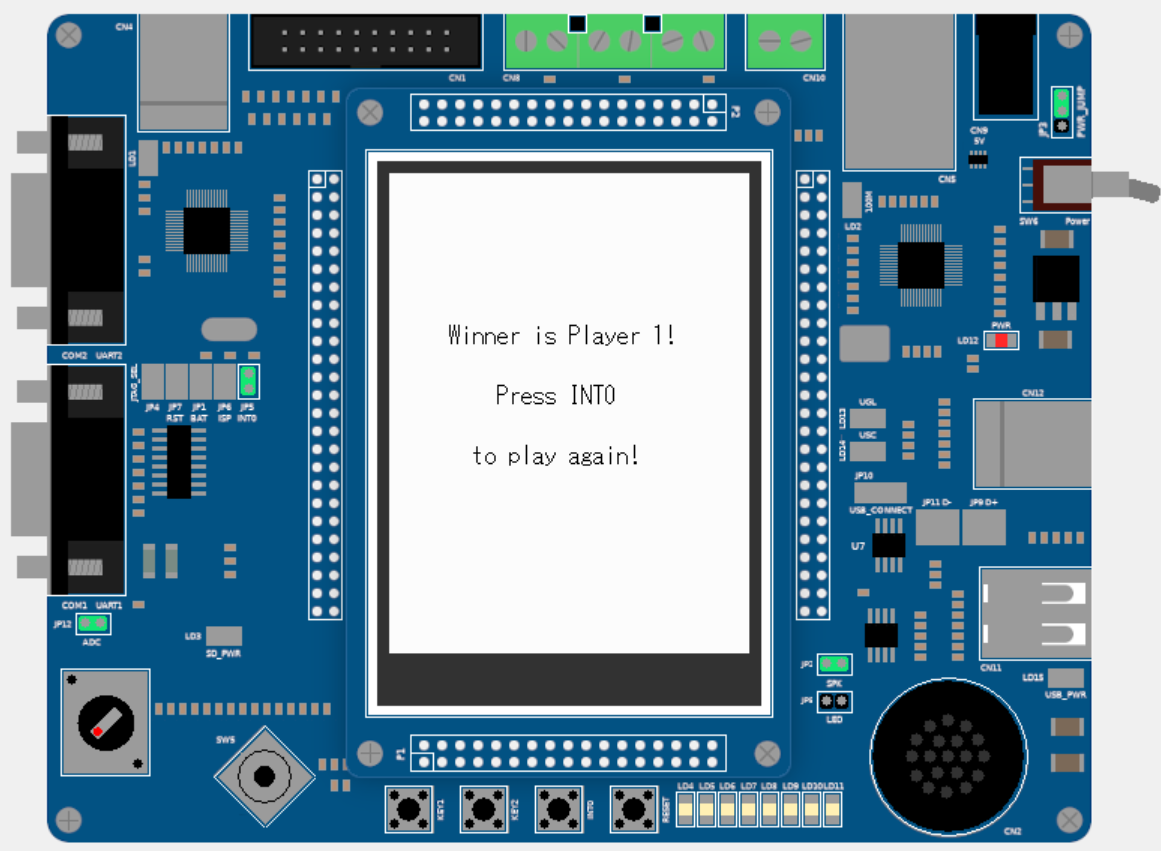 CN4
CN1
CN8
CN10
P2
CN9
5V
JP3
PWR_JUMP
LD1
CN5
100M
LD2
SW6 Power
PWR
LD12
COM2 UART2
JTAG_SEL
JP4 JP7 JP1 JP6 JP5
RST BAT ISP INT0
Winner is Player 1!
Press INT0
to play again!
CN12
UGL
LD13
USC
LD14
JP10
USB_CONNECT
JP11 D- JP9 D+
U7
COM1 UART1
JP12
ADC
LD3
SD_PWR
CN11
JP2
SPK
LD15
USB_PWR
LED
SW5
P1
KEY1
KEY2
INT0
RESET
LD4 LD5 LD6 LD7 LD8 LD9 LD10 LD11
CN2